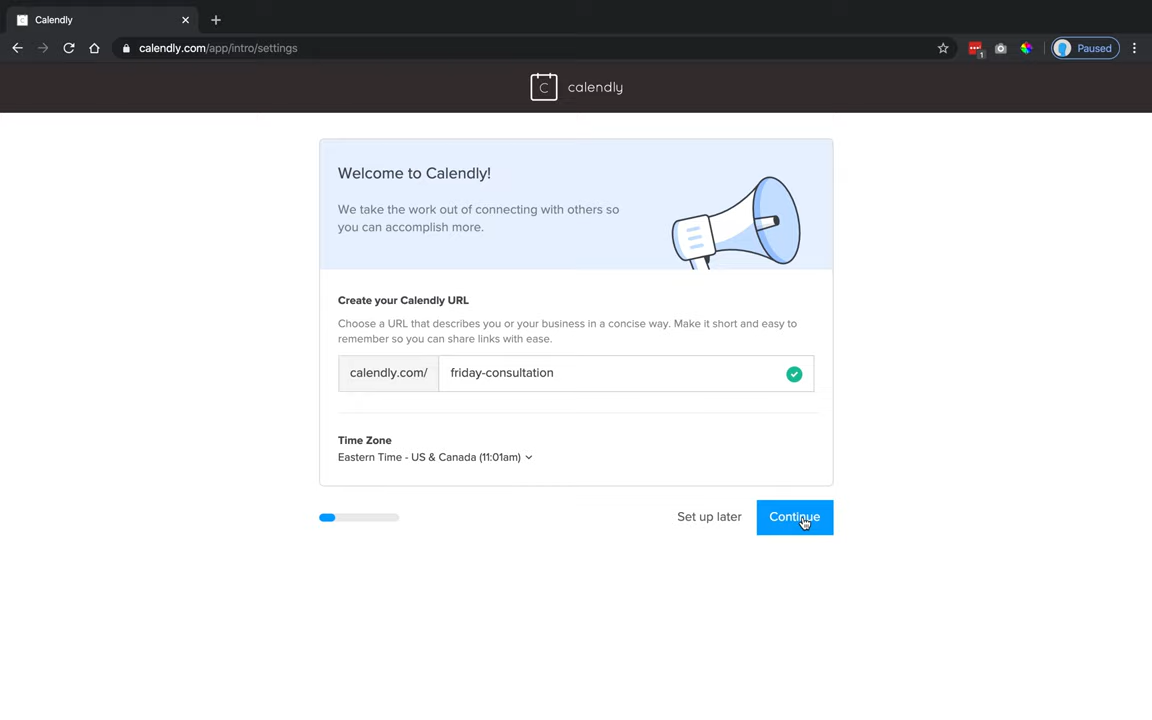 Calendly
calendly.com/app/intro/settings
1
Paused
C calendly
Welcome to Calendly!
We take the work out of connecting with others so
you can accomplish more.
Create your Calendly URL
Choose a URL that describes you or your business in a concise way. Make it short and easy to
remember so you can share links with ease.
calendly.com/ friday-consultation
Time Zone
Eastern Time - US & Canada (11:01am)
Set up later Continue